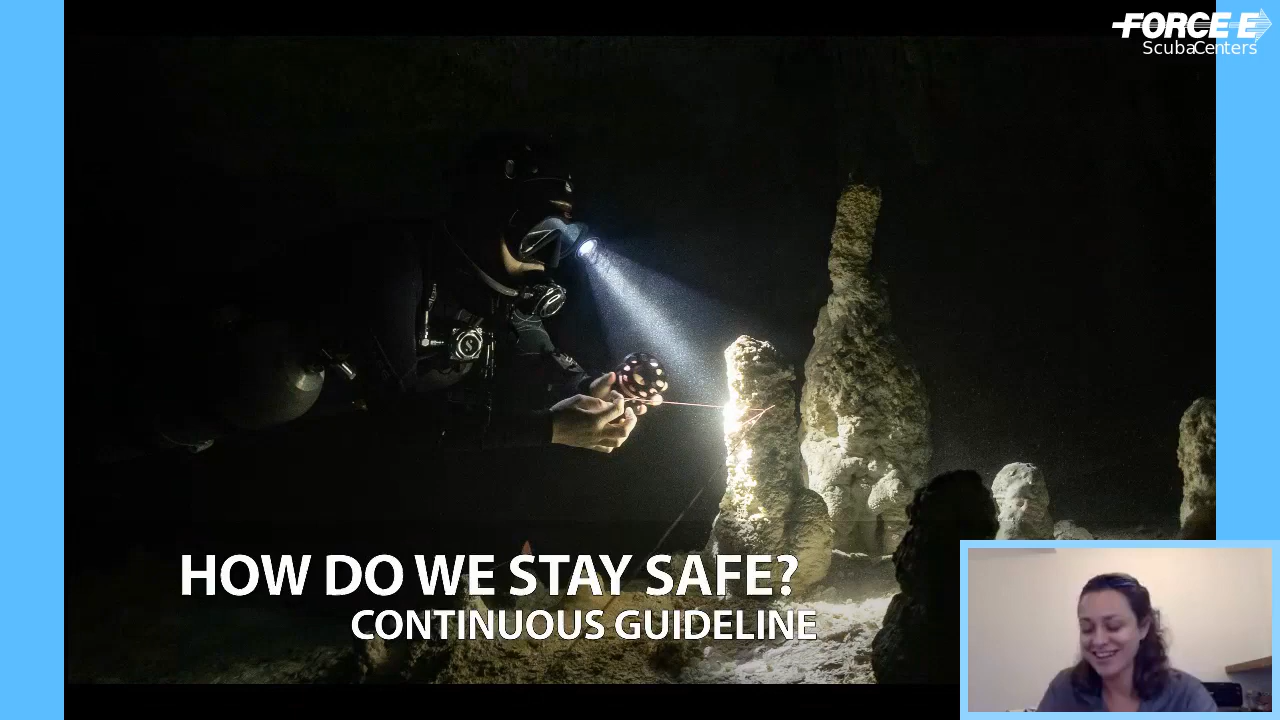 FORCE-E
ScubaCenters
S
HOW DO WE STAY SAFE?
CONTINUOUS GUIDELINE